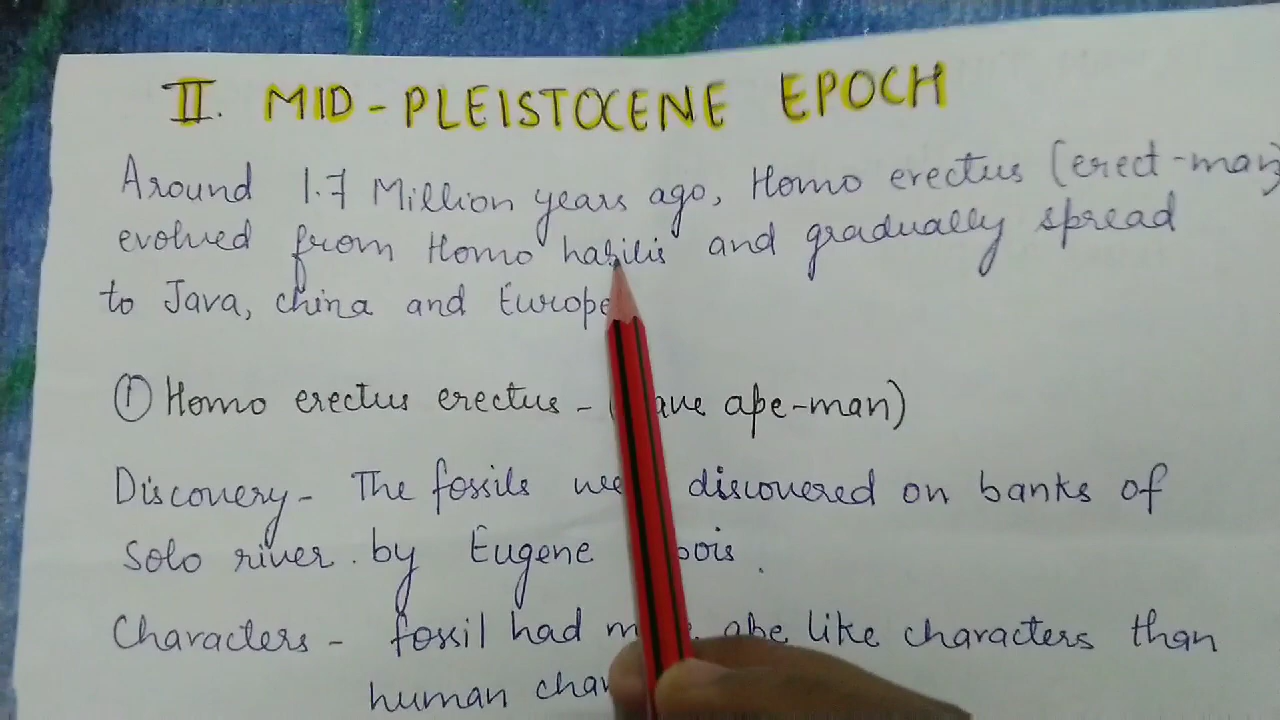 II. MID-PLEISTOCENE EPOCH
Around 1.7 Million years ago, Homo erectus (erect-man)
evolved from Homo habilis and gradually spread
to Java, china and Europe
① Homo erectus erectus - ape-man)
Discovery - The fossils discovered on banks of
Solo river. by Eugene
Characters - fossil had ape like characters than
human